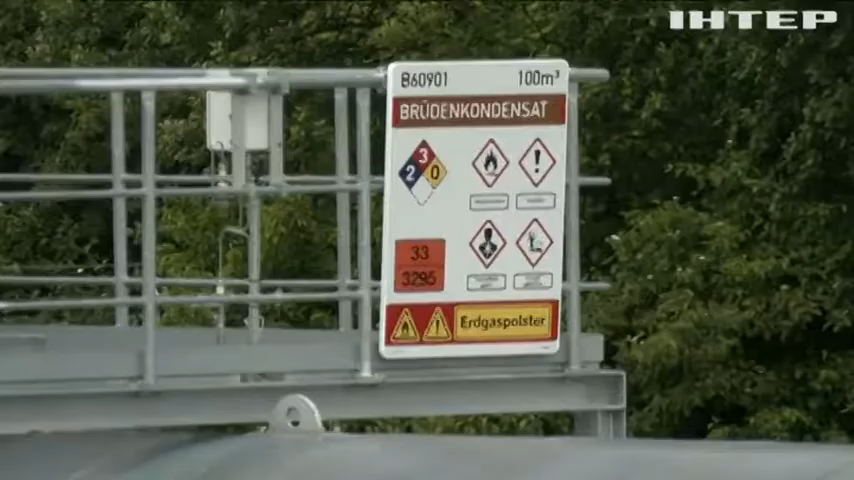 ІНТЕР
B60901 100m³
BRÜDENKONDENSAT
3
2 0
33
3295
Erdgaspolster